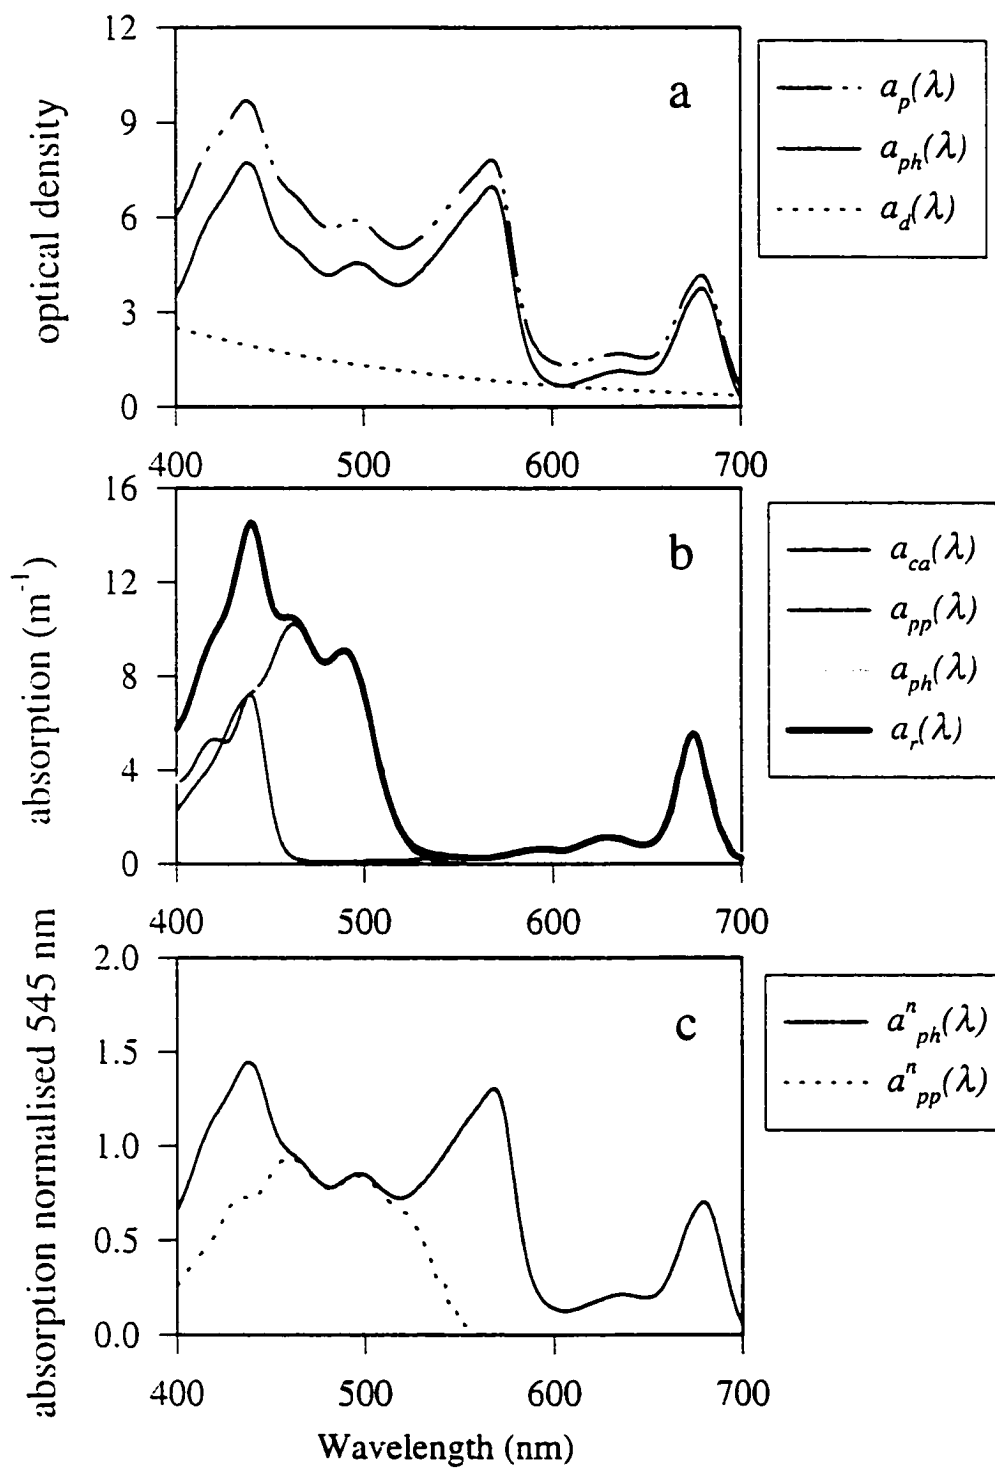 12
9
6
3
0
optical density
a
a_p(λ)
a_ph(λ)
a_d(λ)
400 500 600 700
16
12
8
4
0
absorption (m⁻¹)
b
a_ca(λ)
a_pp(λ)
a_ph(λ)
a_r(λ)
400 500 600 700
2.0
1.5
1.0
0.5
0.0
absorption normalised 545 nm
c
aⁿ_ph(λ)
aⁿ_pp(λ)
400 500 600 700
Wavelength (nm)